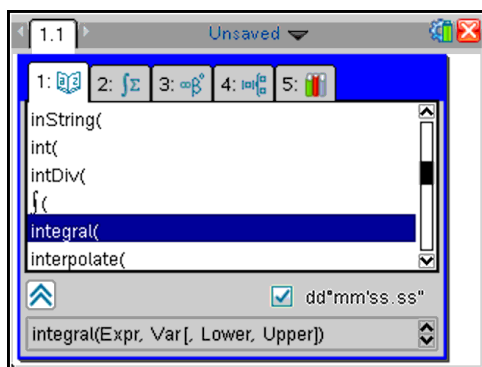 1.1 Unsaved
1: 2: ∫Σ 3: ∞β° 4: 5:
inString(
int(
intDiv(
∫(
integral(
interpolate(
dd°mm'ss.ss"
integral(Expr, Var[, Lower, Upper])